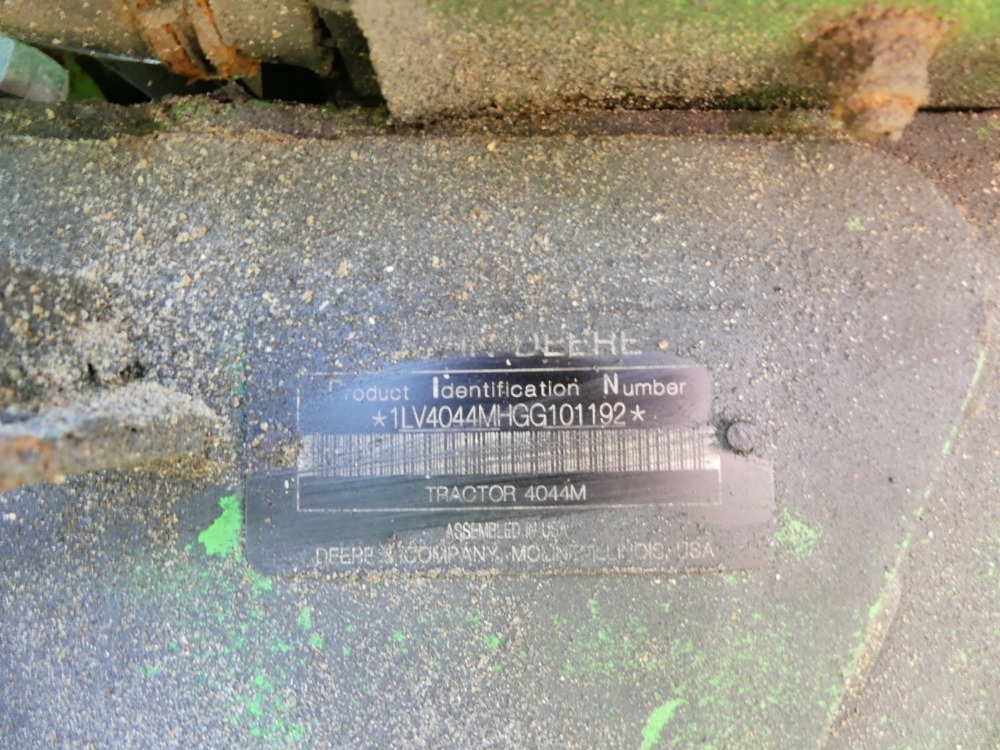 DEERE
Product Identification Number
*1LV4044MHGG101192*
TRACTOR 4044M
ASSEMBLED IN USA
DEERE & COMPANY, MOLINE, ILLINOIS, USA